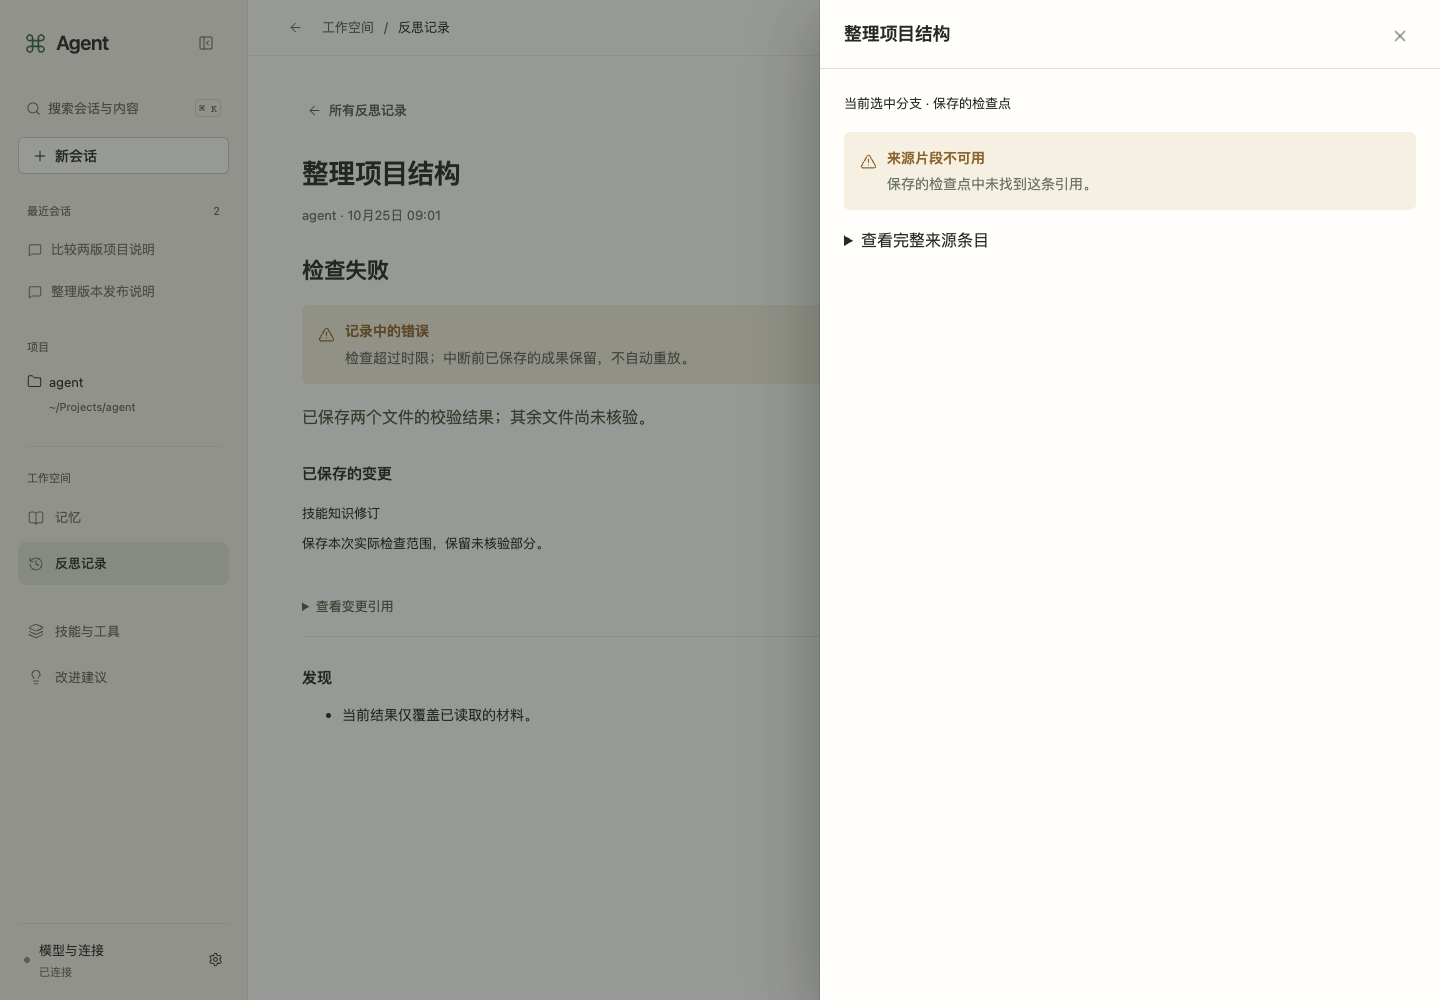 Agent
搜索会话与内容
⌘ K
新会话
最近会话 2
比较两版项目说明
整理版本发布说明
项目
agent
~/Projects/agent
工作空间
记忆
反思记录
技能与工具
改进建议
模型与连接
已连接
工作空间 / 反思记录
所有反思记录
整理项目结构
agent · 10月25日 09:01
检查失败
记录中的错误
检查超过时限；中断前已保存的成果保留，不自动重放。
已保存两个文件的校验结果；其余文件尚未核验。
已保存的变更
技能知识修订
保存本次实际检查范围，保留未核验部分。
查看变更引用
发现
当前结果仅覆盖已读取的材料。
整理项目结构
当前选中分支 · 保存的检查点
来源片段不可用
保存的检查点中未找到这条引用。
查看完整来源条目